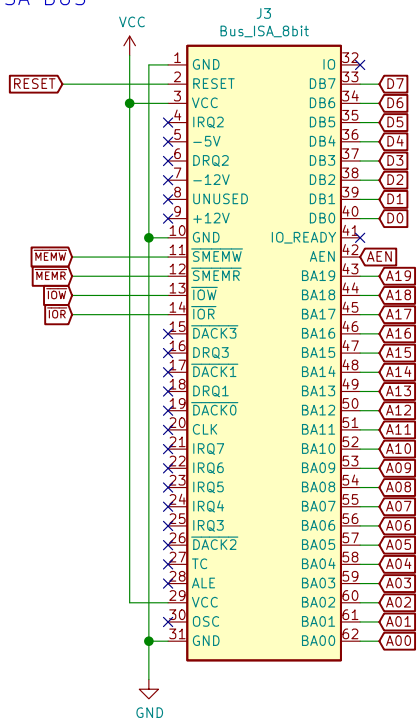 SA BUS
J3
Bus_ISA_8bit
VCC
1 GND IO 32
RESET 2 RESET DB7 33 D7
3 VCC DB6 34 D6
4 IRQ2 DB5 35 D5
5 -5V DB4 36 D4
6 DRQ2 DB3 37 D3
7 -12V DB2 38 D2
8 UNUSED DB1 39 D1
9 +12V DB0 40 D0
10 GND IO_READY 41
MEMW 11 SMEMW AEN 42 AEN
MEMR 12 SMEMR BA19 43 A19
IOW 13 IOW BA18 44 A18
IOR 14 IOR BA17 45 A17
15 DACK3 BA16 46 A16
16 DRQ3 BA15 47 A15
17 DACK1 BA14 48 A14
18 DRQ1 BA13 49 A13
19 DACK0 BA12 50 A12
20 CLK BA11 51 A11
21 IRQ7 BA10 52 A10
22 IRQ6 BA09 53 A09
23 IRQ5 BA08 54 A08
24 IRQ4 BA07 55 A07
25 IRQ3 BA06 56 A06
26 DACK2 BA05 57 A05
27 TC BA04 58 A04
28 ALE BA03 59 A03
29 VCC BA02 60 A02
30 OSC BA01 61 A01
31 GND BA00 62 A00
GND